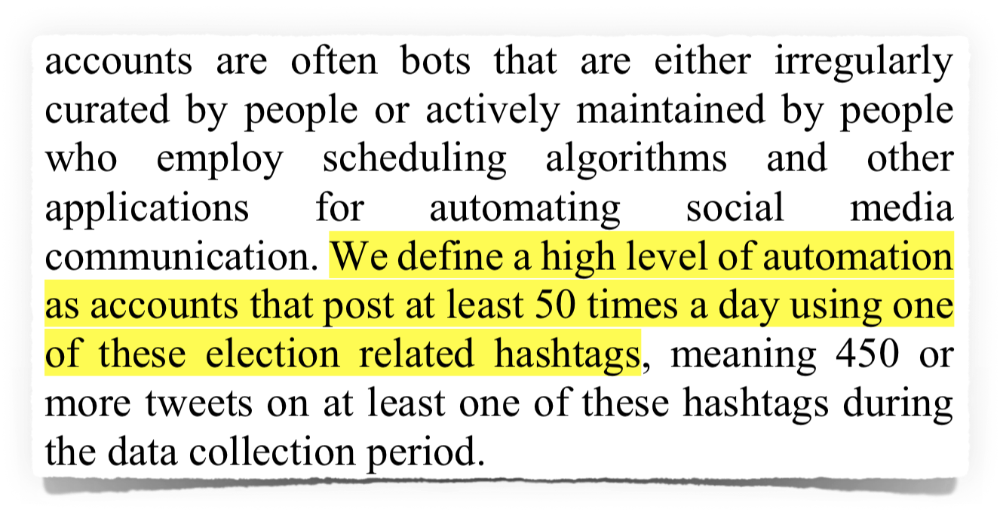 accounts are often bots that are either irregularly
curated by people or actively maintained by people
who employ scheduling algorithms and other
applications for automating social media
communication. We define a high level of automation
as accounts that post at least 50 times a day using one
of these election related hashtags, meaning 450 or
more tweets on at least one of these hashtags during
the data collection period.